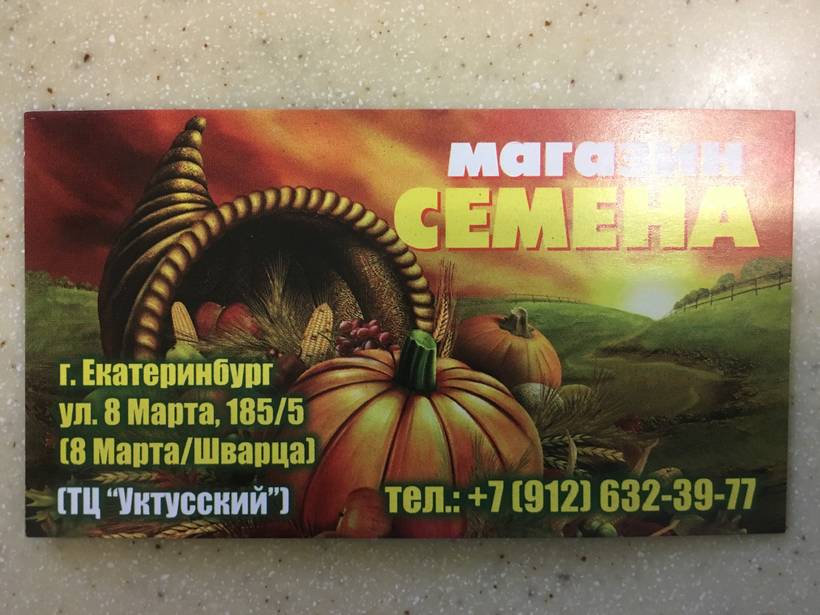 магазин
СЕМЕНА
г. Екатеринбург
ул. 8 Марта, 185/5
(8 Марта/Шварца)
(ТЦ "Уктусский")
тел.: +7 (912) 632-39-77